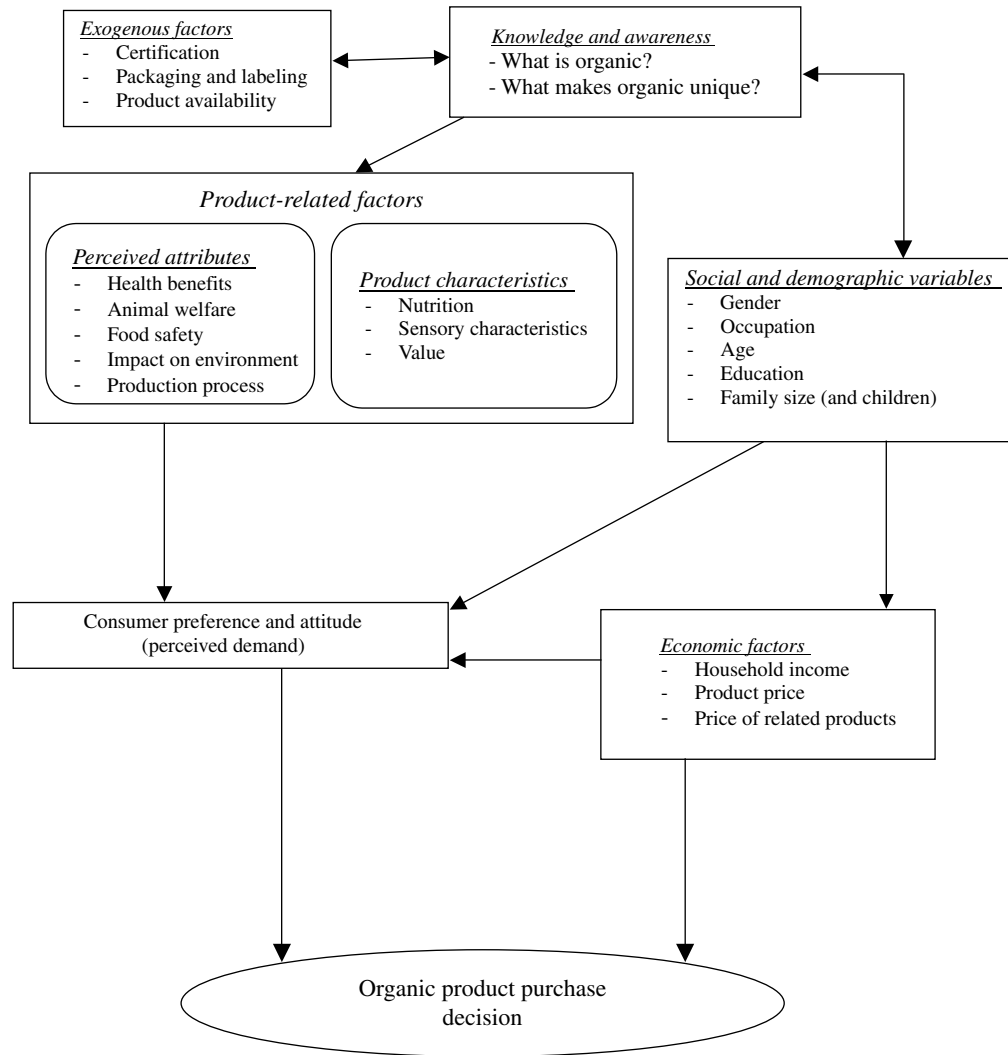 Exogenous factors
- Certification
- Packaging and labeling
- Product availability
Knowledge and awareness
- What is organic?
- What makes organic unique?
Product-related factors
Perceived attributes
- Health benefits
- Animal welfare
- Food safety
- Impact on environment
- Production process
Product characteristics
- Nutrition
- Sensory characteristics
- Value
Social and demographic variables
- Gender
- Occupation
- Age
- Education
- Family size (and children)
Consumer preference and attitude
(perceived demand)
Economic factors
- Household income
- Product price
- Price of related products
Organic product purchase
decision